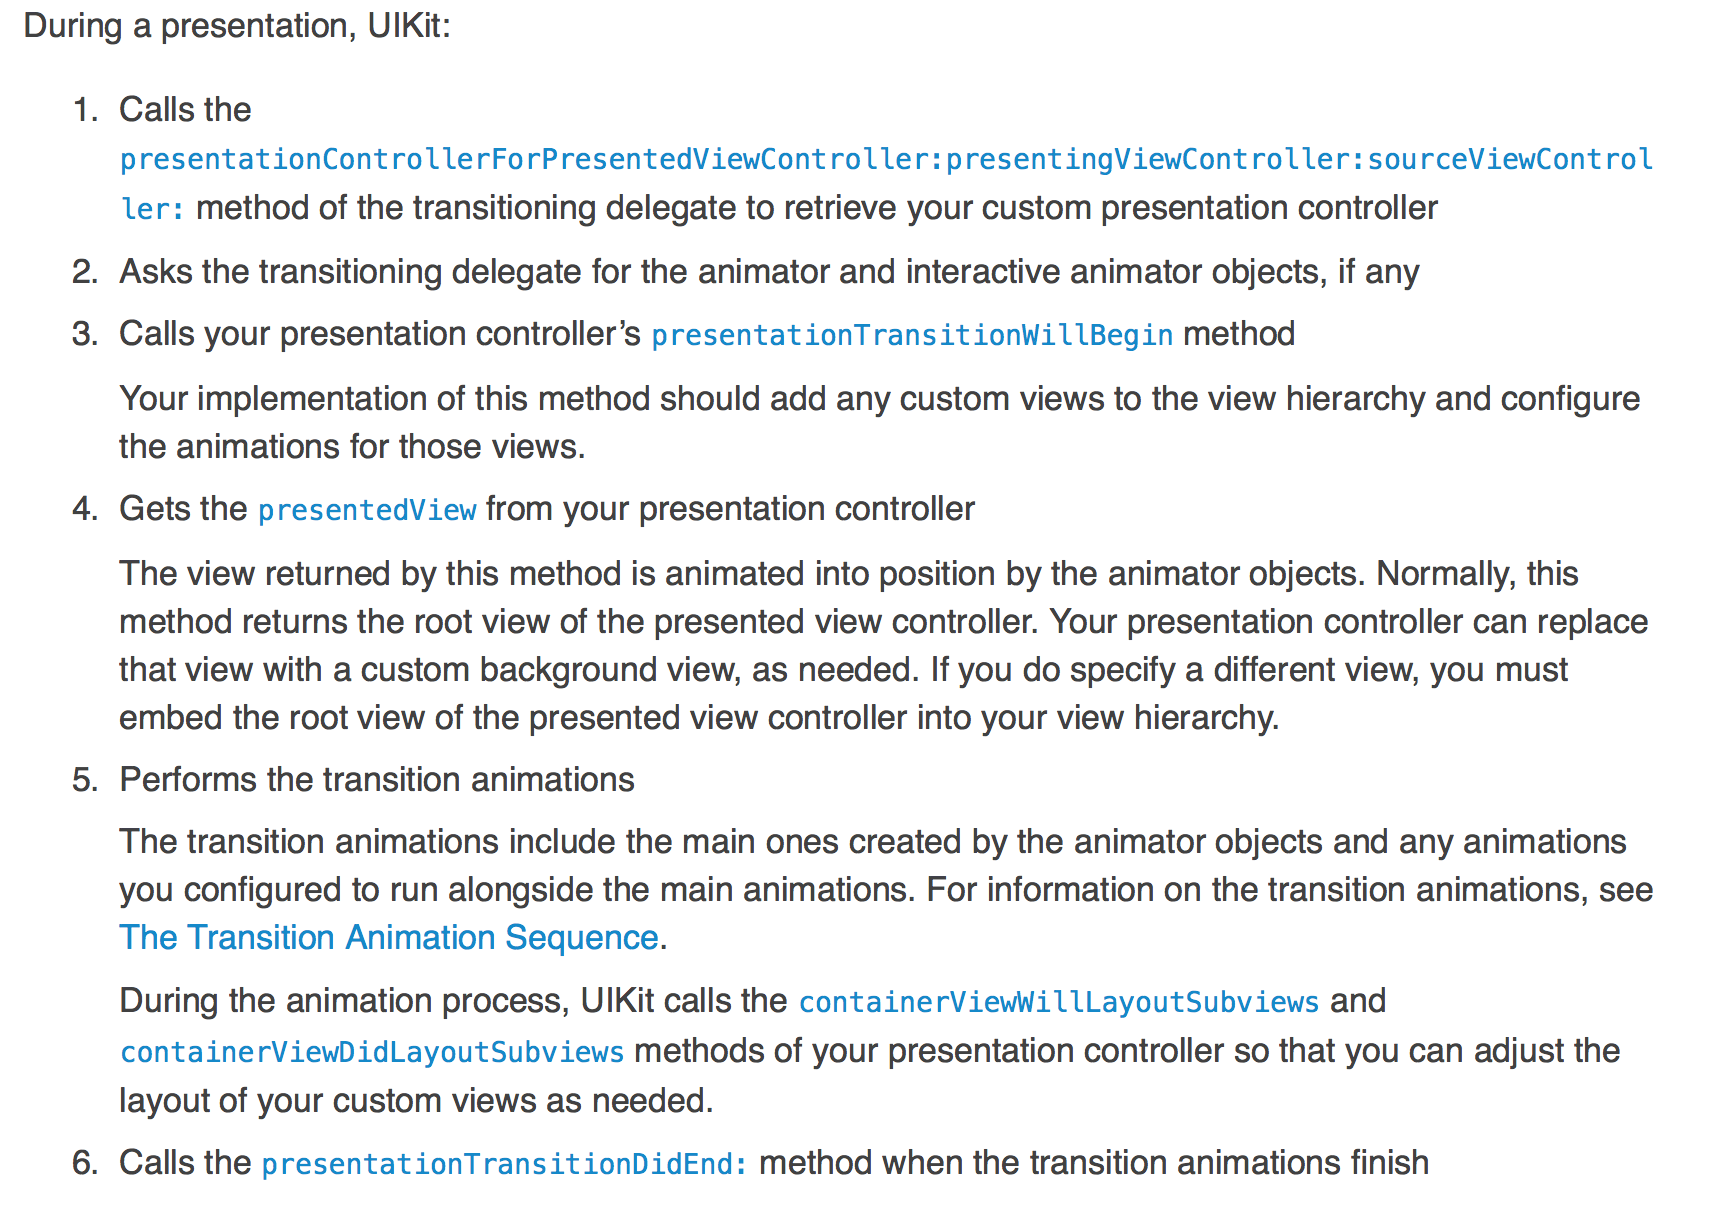 During a presentation, UIKit:
1. Calls the
presentationControllerForPresentedViewController:presentingViewController:sourceViewControl
ler: method of the transitioning delegate to retrieve your custom presentation controller
2. Asks the transitioning delegate for the animator and interactive animator objects, if any
3. Calls your presentation controller’s presentationTransitionWillBegin method
Your implementation of this method should add any custom views to the view hierarchy and configure
the animations for those views.
4. Gets the presentedView from your presentation controller
The view returned by this method is animated into position by the animator objects. Normally, this
method returns the root view of the presented view controller. Your presentation controller can replace
that view with a custom background view, as needed. If you do specify a different view, you must
embed the root view of the presented view controller into your view hierarchy.
5. Performs the transition animations
The transition animations include the main ones created by the animator objects and any animations
you configured to run alongside the main animations. For information on the transition animations, see
The Transition Animation Sequence.
During the animation process, UIKit calls the containerViewWillLayoutSubviews and
containerViewDidLayoutSubviews methods of your presentation controller so that you can adjust the
layout of your custom views as needed.
6. Calls the presentationTransitionDidEnd: method when the transition animations finish